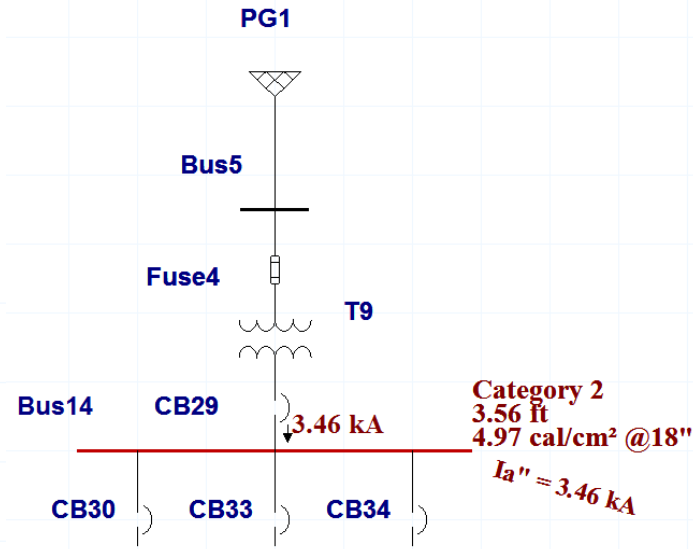 PG1
Bus5
Fuse4
T9
Bus14
CB29
3.46 kA
Category 2
3.56 ft
4.97 cal/cm² @18"
Ia" = 3.46 kA
CB30
CB33
CB34